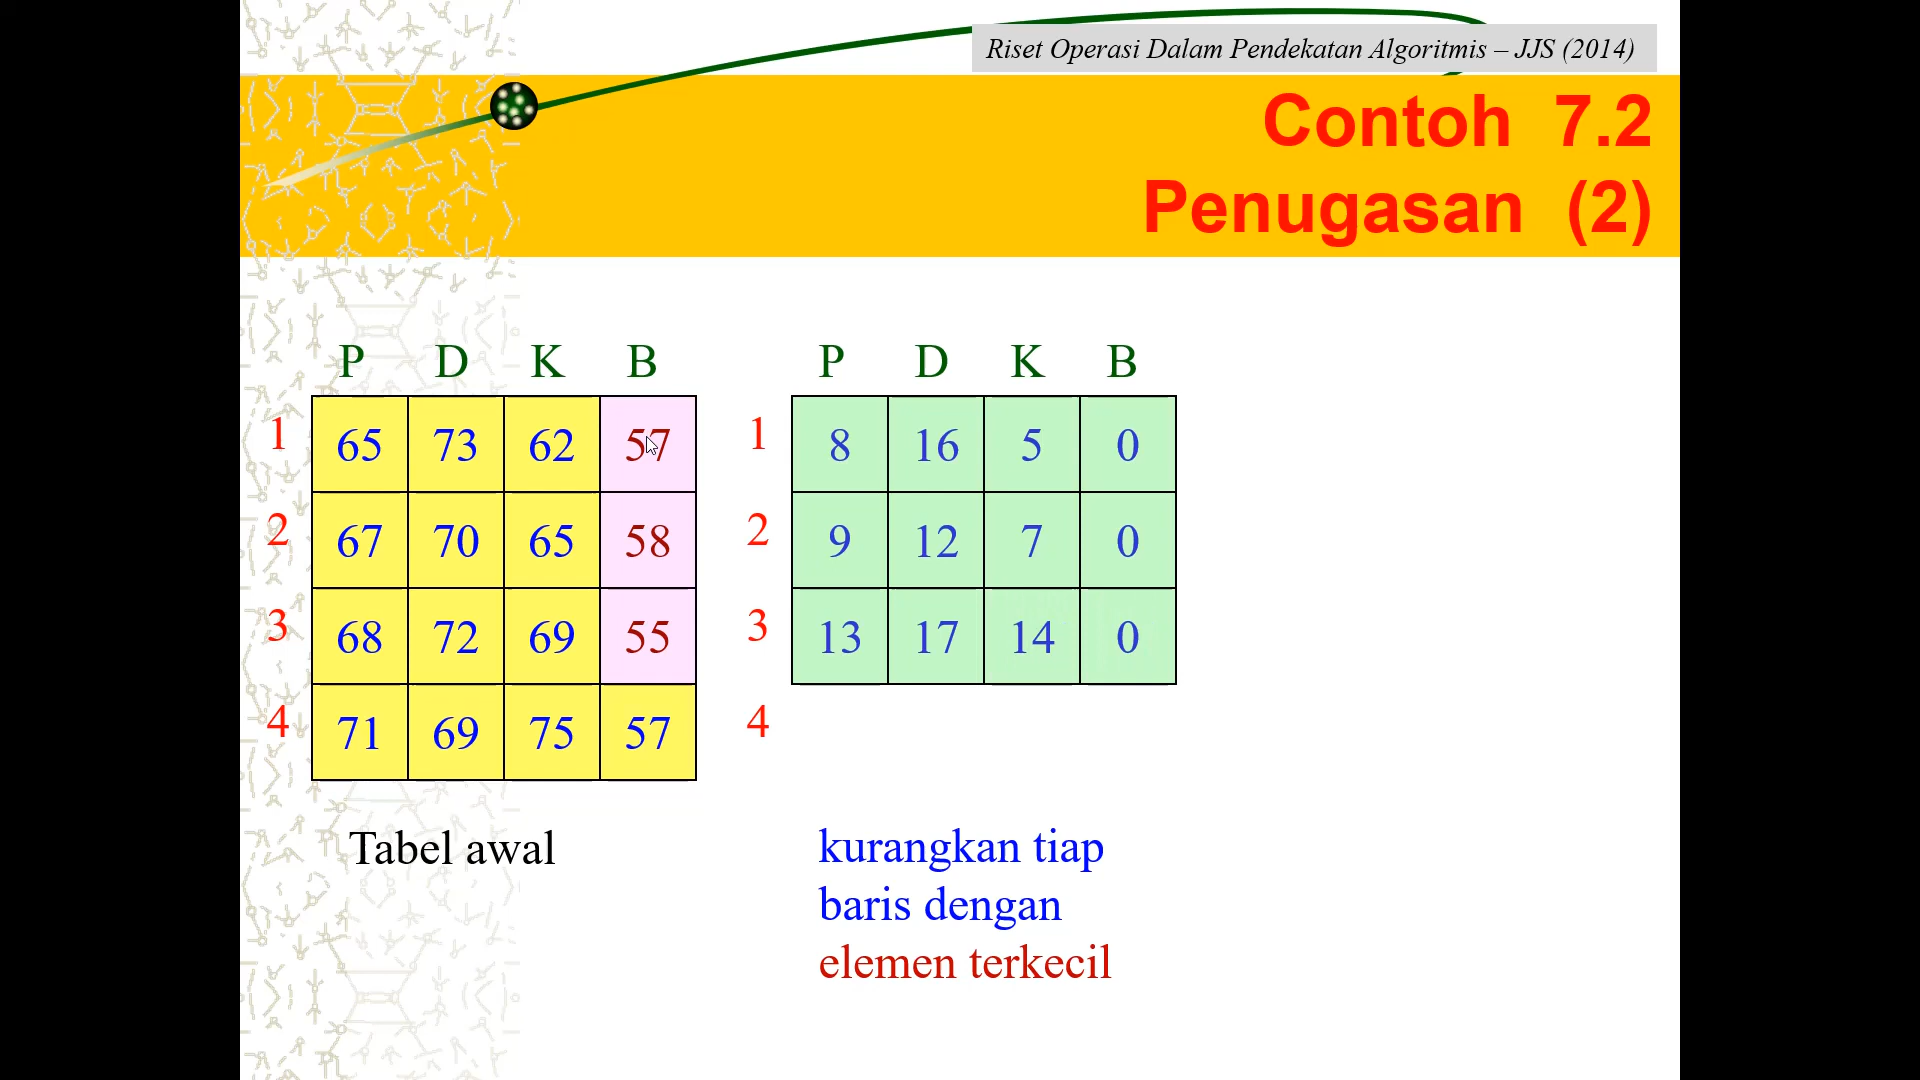 Riset Operasi Dalam Pendekatan Algoritmis – JJS (2014)
Contoh 7.2
Penugasan (2)
P D K B
1 65 73 62 57
2 67 70 65 58
3 68 72 69 55
4 71 69 75 57
Tabel awal
P D K B
1 8 16 5 0
2 9 12 7 0
3 13 17 14 0
4
kurangkan tiap
baris dengan
elemen terkecil